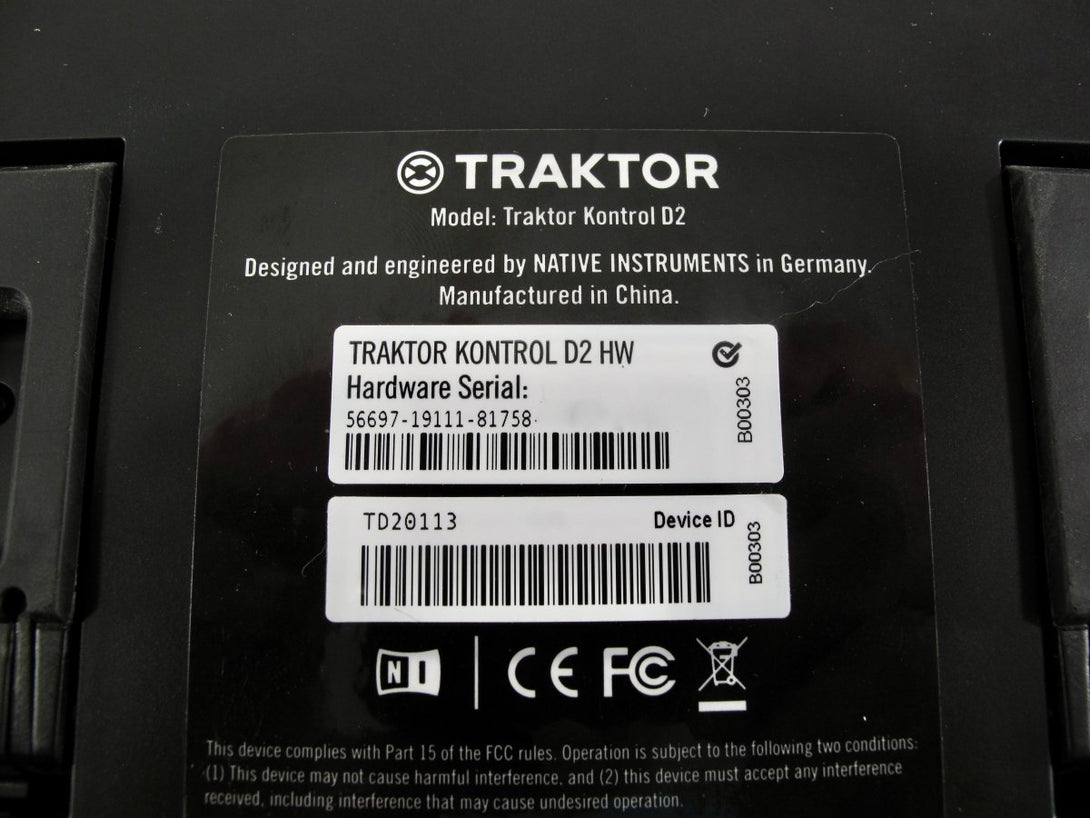 TRAKTOR
Model: Traktor Kontrol D2
Designed and engineered by NATIVE INSTRUMENTS in Germany.
Manufactured in China.
TRAKTOR KONTROL D2 HW
Hardware Serial:
56697-19111-81758
B00303
TD20113 Device ID
B00303
NI CE FC
This device complies with Part 15 of the FCC rules. Operation is subject to the following two conditions:
(1) This device may not cause harmful interference, and (2) this device must accept any interference
received, including interference that may cause undesired operation.